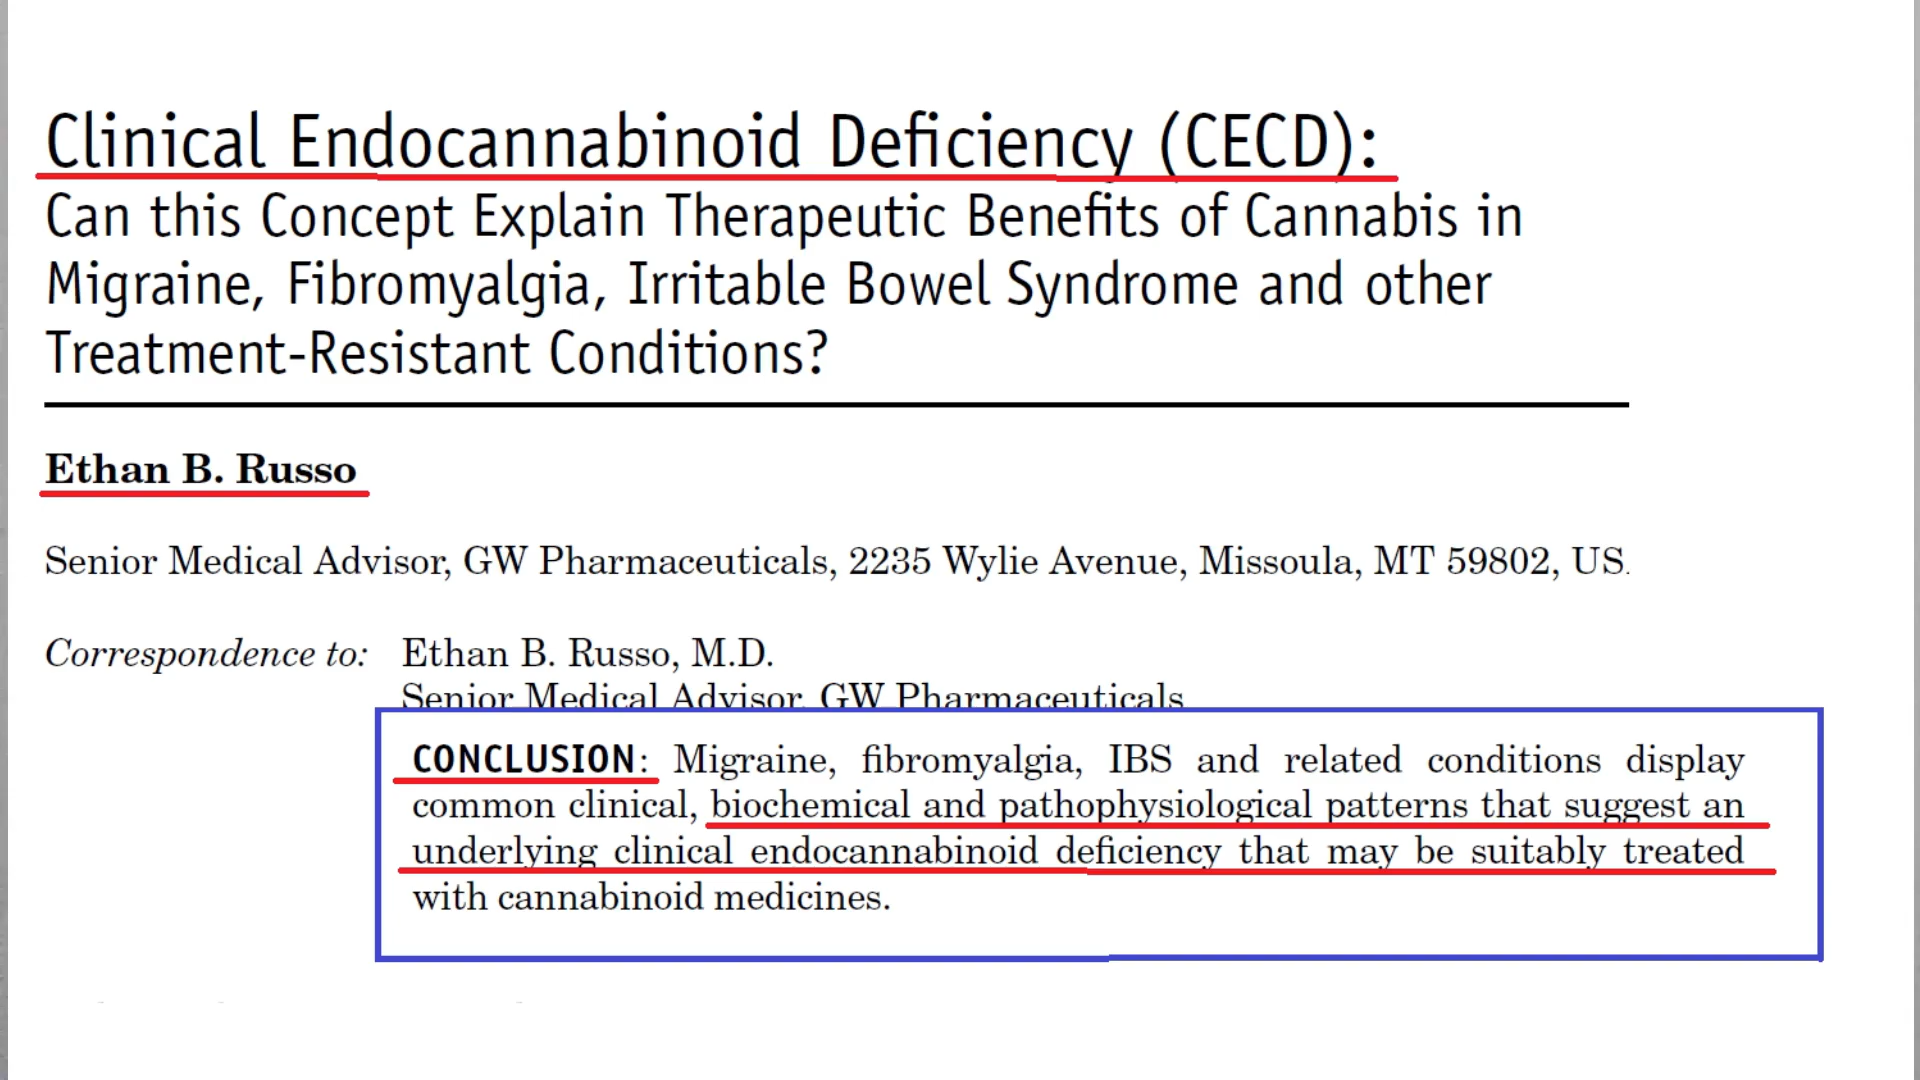 Clinical Endocannabinoid Deficiency (CECD):
Can this Concept Explain Therapeutic Benefits of Cannabis in
Migraine, Fibromyalgia, Irritable Bowel Syndrome and other
Treatment-Resistant Conditions?
Ethan B. Russo
Senior Medical Advisor, GW Pharmaceuticals, 2235 Wylie Avenue, Missoula, MT 59802, US.
Correspondence to: Ethan B. Russo, M.D.
Senior Medical Advisor, GW Pharmaceuticals
CONCLUSION: Migraine, fibromyalgia, IBS and related conditions display
common clinical, biochemical and pathophysiological patterns that suggest an
underlying clinical endocannabinoid deficiency that may be suitably treated
with cannabinoid medicines.